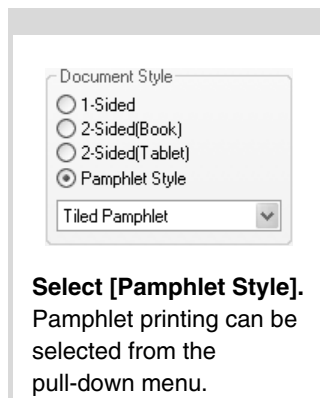 Document Style
1-Sided
2-Sided(Book)
2-Sided(Tablet)
Pamphlet Style
Tiled Pamphlet
Select [Pamphlet Style].
Pamphlet printing can be
selected from the
pull-down menu.